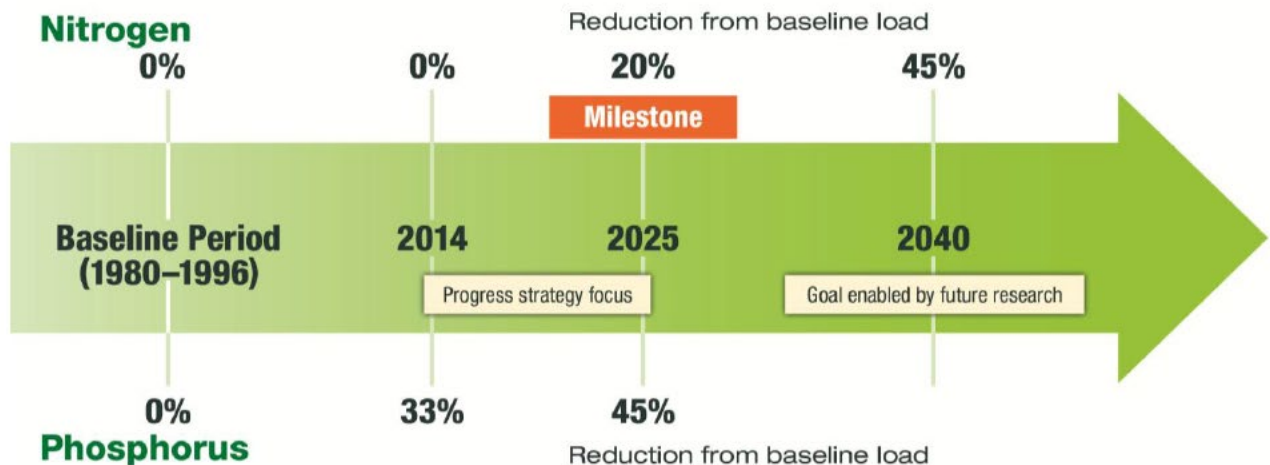 Nitrogen
Reduction from baseline load
0% 0% 20% 45%
Milestone
Baseline Period
(1980–1996)
2014 2025 2040
Progress strategy focus
Goal enabled by future research
0% 33% 45%
Phosphorus
Reduction from baseline load